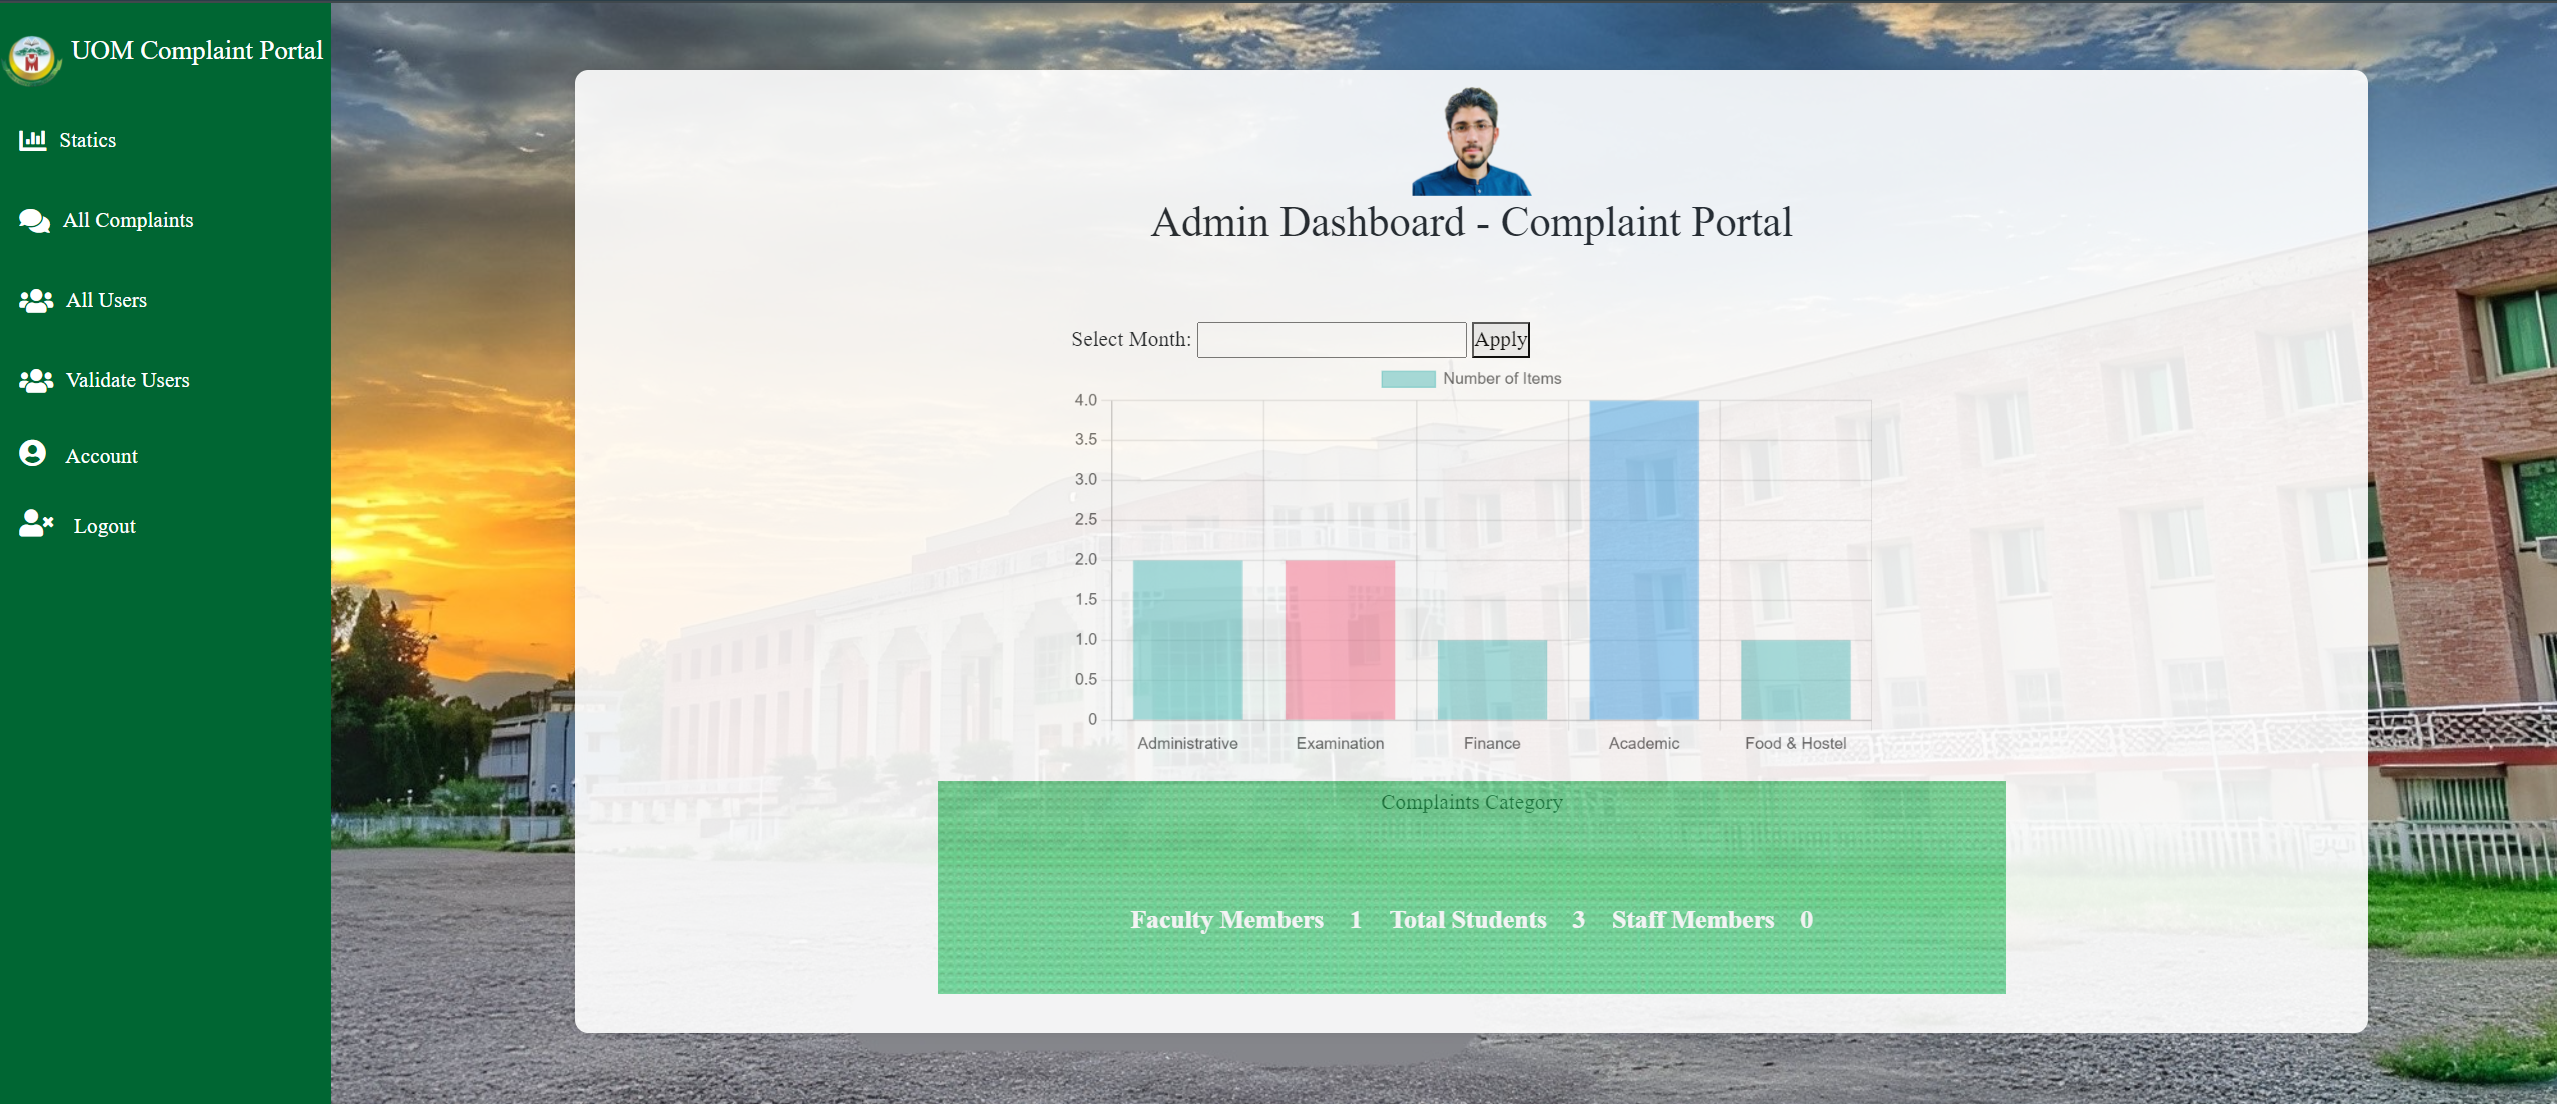 UOM Complaint Portal
Statics
All Complaints
All Users
Validate Users
Account
Logout
Admin Dashboard - Complaint Portal
Select Month: Apply
Number of Items
4.0
3.5
3.0
2.5
2.0
1.5
1.0
0.5
0
Administrative Examination Finance Academic Food & Hostel
Complaints Category
Faculty Members 1 Total Students 3 Staff Members 0